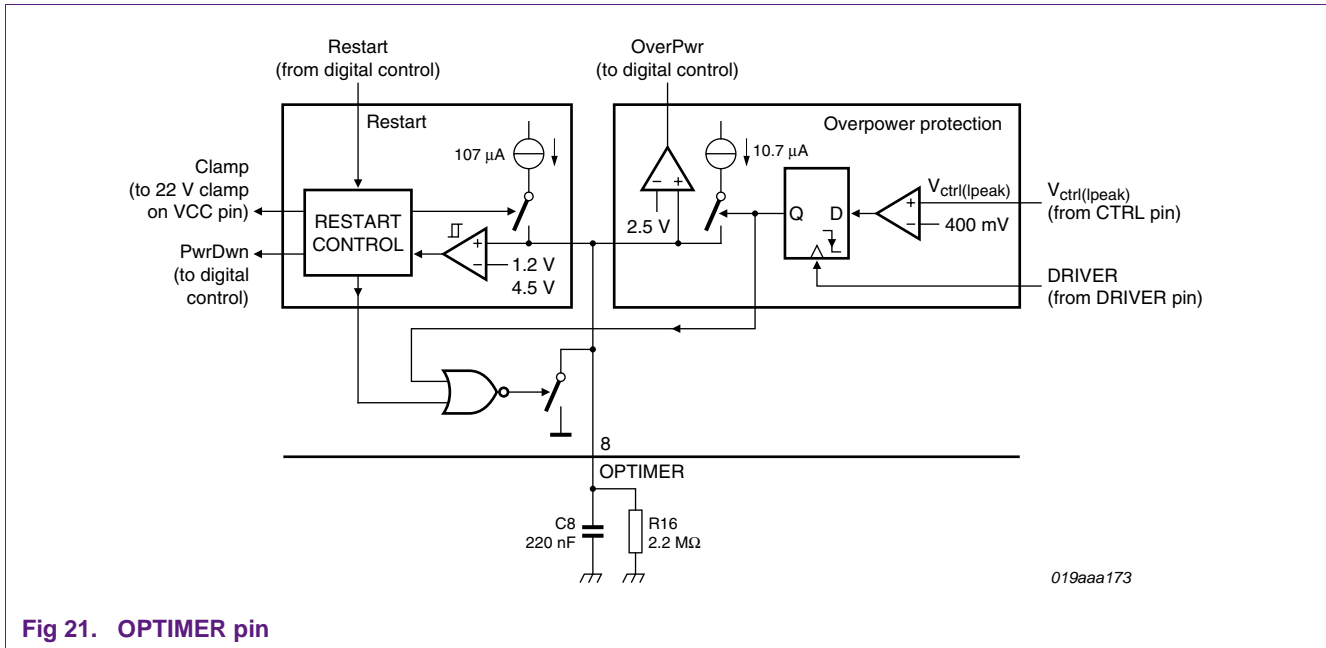 Restart
(from digital control)
OverPwr
(to digital control)
Restart
Overpower protection
107 μA
10.7 μA
Clamp
(to 22 V clamp
on VCC pin)
PwrDwn
(to digital
control)
RESTART
CONTROL
+
−
1.2 V
4.5 V
− +
2.5 V
Q D
+
−
Vctrl(Ipeak)
400 mV
Vctrl(Ipeak)
(from CTRL pin)
DRIVER
(from DRIVER pin)
8
OPTIMER
C8
220 nF
R16
2.2 MΩ
019aaa173
Fig 21. OPTIMER pin